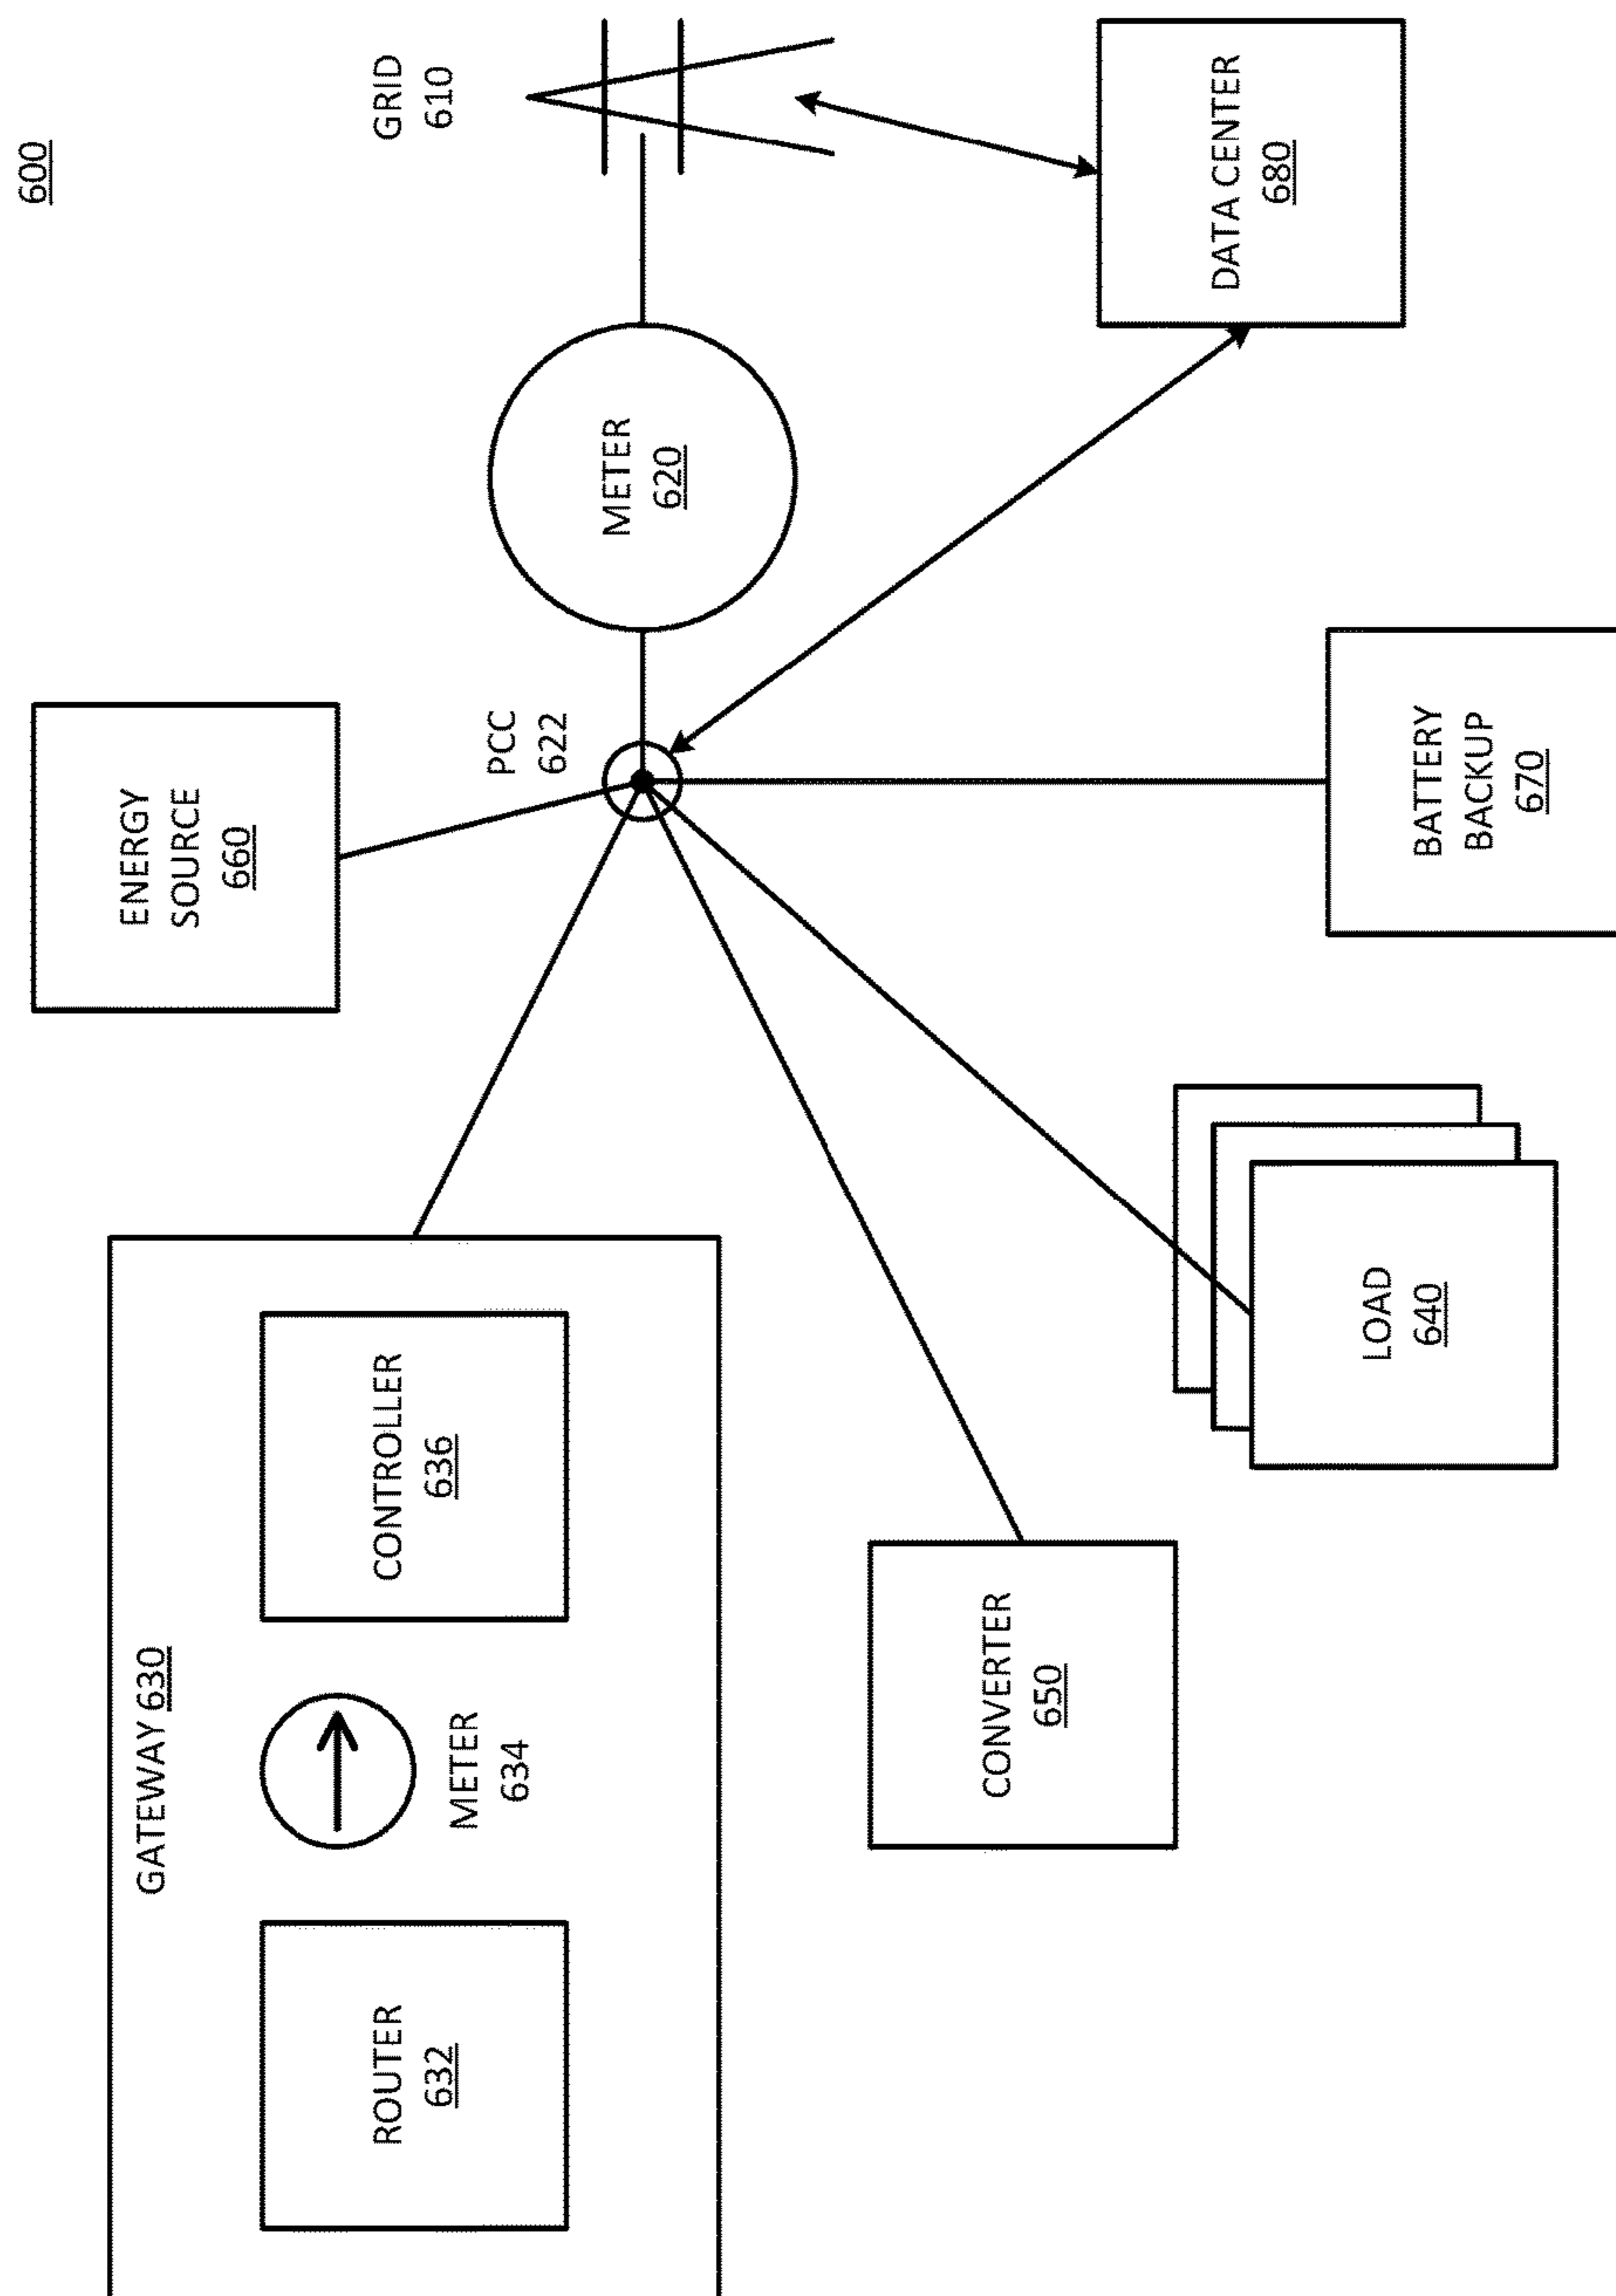 600
GATEWAY 630
ROUTER
632
METER
634
CONTROLLER
636
ENERGY
SOURCE
660
GRID
610
PCC
622
METER
620
CONVERTER
650
LOAD
640
BATTERY
BACKUP
670
DATA CENTER
680